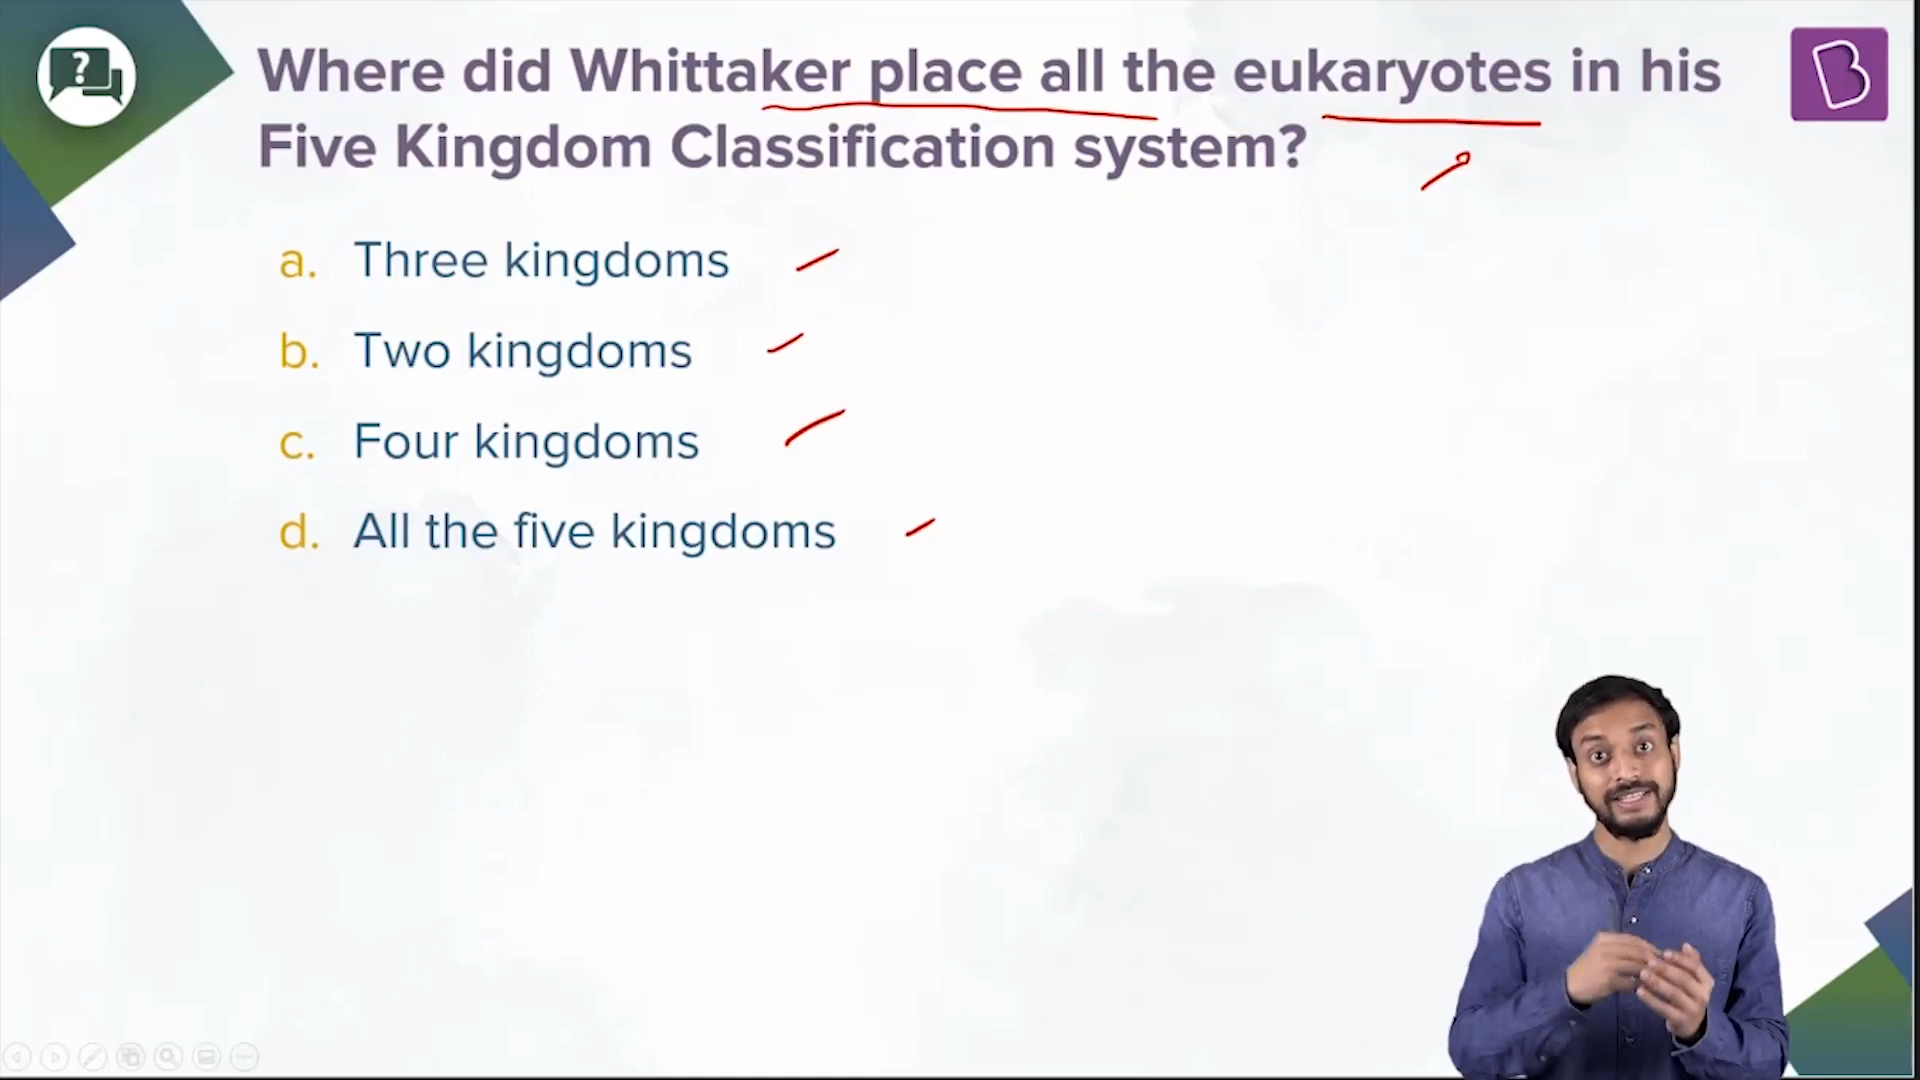 ?
Where did Whittaker place all the eukaryotes in his
Five Kingdom Classification system?
B
a. Three kingdoms
b. Two kingdoms
c. Four kingdoms
d. All the five kingdoms